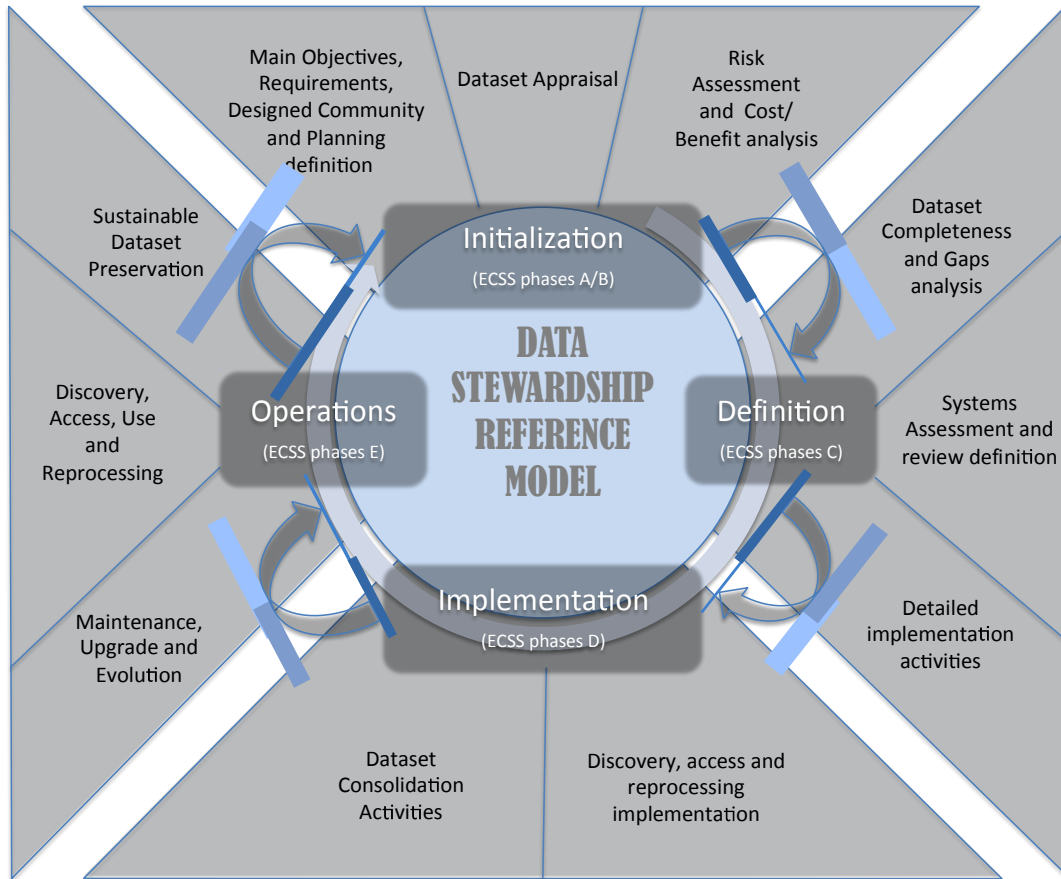 Main Objectives,
Requirements,
Designed Community
and Planning
definition
Dataset Appraisal
Risk
Assessment
and Cost/
Benefit analysis
Sustainable
Dataset
Preservation
Initialization
(ECSS phases A/B)
Dataset
Completeness
and Gaps
analysis
DATA
STEWARDSHIP
REFERENCE
MODEL
Discovery,
Access, Use
and
Reprocessing
Operations
(ECSS phases E)
Definition
(ECSS phases C)
Systems
Assessment and
review definition
Maintenance,
Upgrade and
Evolution
Implementation
(ECSS phases D)
Detailed
implementation
activities
Dataset
Consolidation
Activities
Discovery, access and
reprocessing
implementation